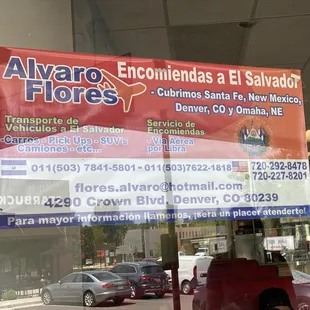 Alvaro Flores
Encomiendas a El Salvador
- Cubrimos Santa Fe, New Mexico,
Denver, CO y Omaha, NE
Transporte de
Vehículos a El Salvador
- Carros - Pick Ups - SUV's
Camiones - etc...
Servicio de
Encomiendas
- Via Aerea
por Libra
011(503) 7841-5801 - 011(503)7622-1818
720-292-8478
720-227-8201
flores.alvaro@hotmail.com
4290 Crown Blvd. Denver, CO 80239
Para mayor información llamenos, !sera un placer atenderte!